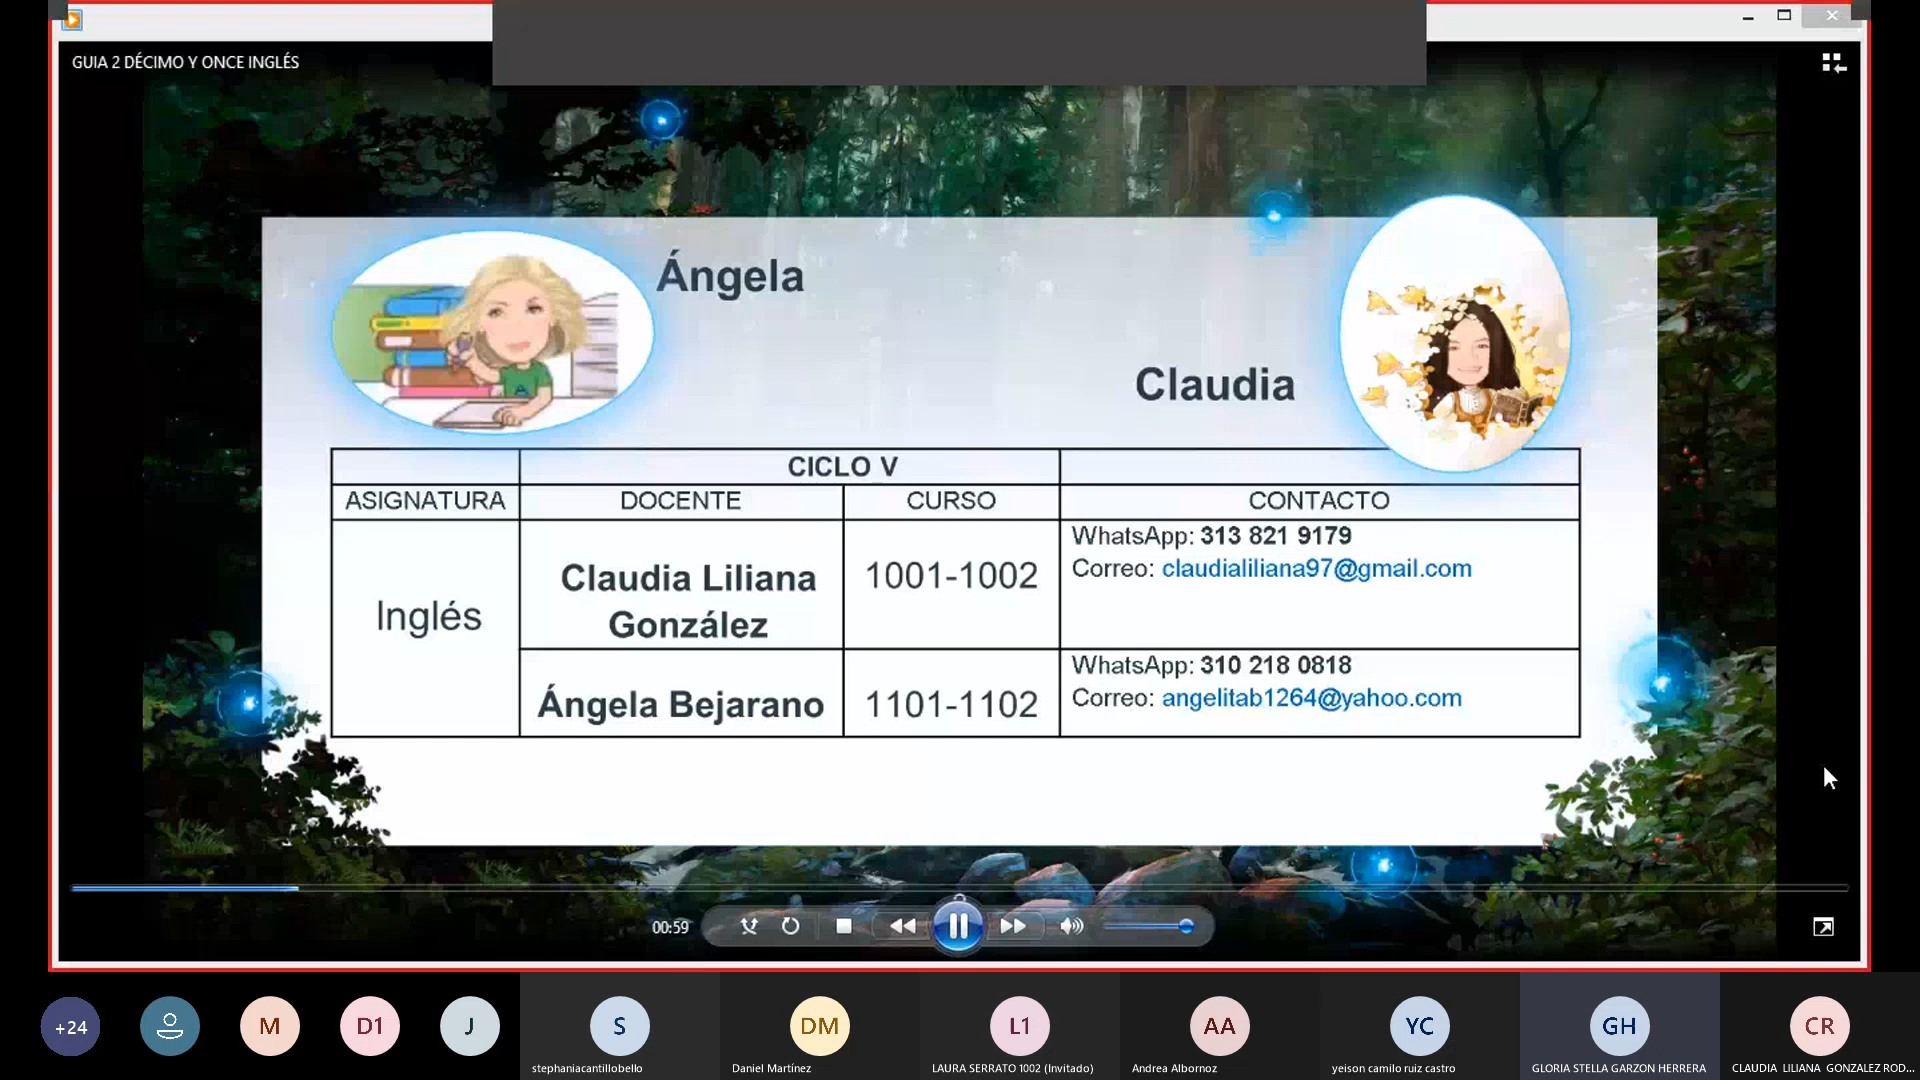 GUIA 2 DÉCIMO Y ONCE INGLÉS
Ángela
Claudia
CICLO V
ASIGNATURA DOCENTE CURSO CONTACTO
Inglés
Claudia Liliana
González
1001-1002
WhatsApp: 313 821 9179
Correo: claudialiliana97@gmail.com
Ángela Bejarano
1101-1102
WhatsApp: 310 218 0818
Correo: angelitab1264@yahoo.com
00:59
+24
M
D1
J
S
stephaniacantillobello
DM
Daniel Martínez
L1
LAURA SERRATO 1002 (Invitado)
AA
Andrea Albornoz
YC
yeison camilo ruiz castro
GH
GLORIA STELLA GARZON HERRERA
CR
CLAUDIA LILIANA GONZALEZ ROD...